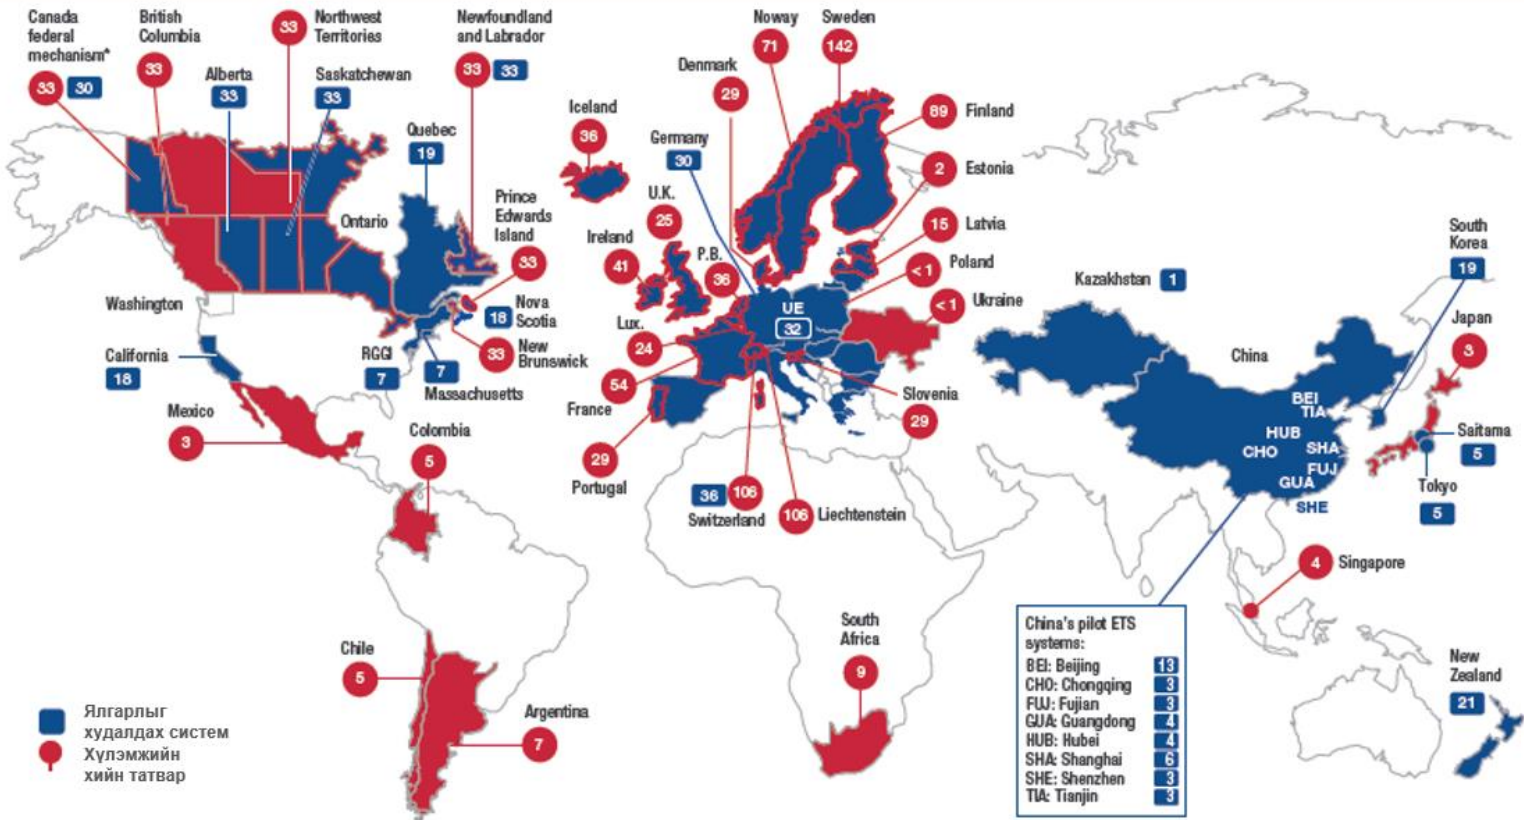 Canada
federal
mechanism*
33
30
British
Columbia
33
33
Northwest
Territories
Alberta
33
Saskatchewan
33
Newfoundland
and Labrador
33
33
Quebec
19
Ontario
Prince
Edwards
Island
33
18
Nova
Scotia
33
New
Brunswick
Washington
California
18
RGGI
7
7
Massachusetts
Mexico
3
Colombia
5
Chile
5
Argentina
7
Iceland
36
U.K.
25
Ireland
41
P.B.
36
Lux.
24
54
France
29
Portugal
Germany
30
Denmark
29
Noway
71
Sweden
142
89
Finland
2
Estonia
15
Latvia
<1
Poland
<1
Ukraine
UE
32
Slovenia
29
36
106
Switzerland
106
Liechtenstein
South
Africa
9
Kazakhstan
1
China
BEI
TIA
HUB
CHO
SHA
FUJ
GUA
SHE
South
Korea
19
Japan
3
Saitama
5
Tokyo
5
4
Singapore
New
Zealand
21
China's pilot ETS
systems:
BEI: Beijing 13
CHO: Chongqing 3
FUJ: Fujian 3
GUA: Guangdong 4
HUB: Hubei 4
SHA: Shanghai 6
SHE: Shenzhen 3
TIA: Tianjin 3
Ялгарлыг
худалдах систем
Хүлэмжийн
хийн татвар